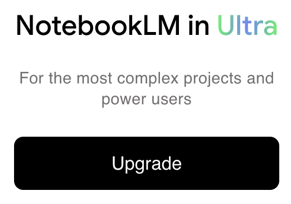 NotebookLM in Ultra
For the most complex projects and
power users
Upgrade